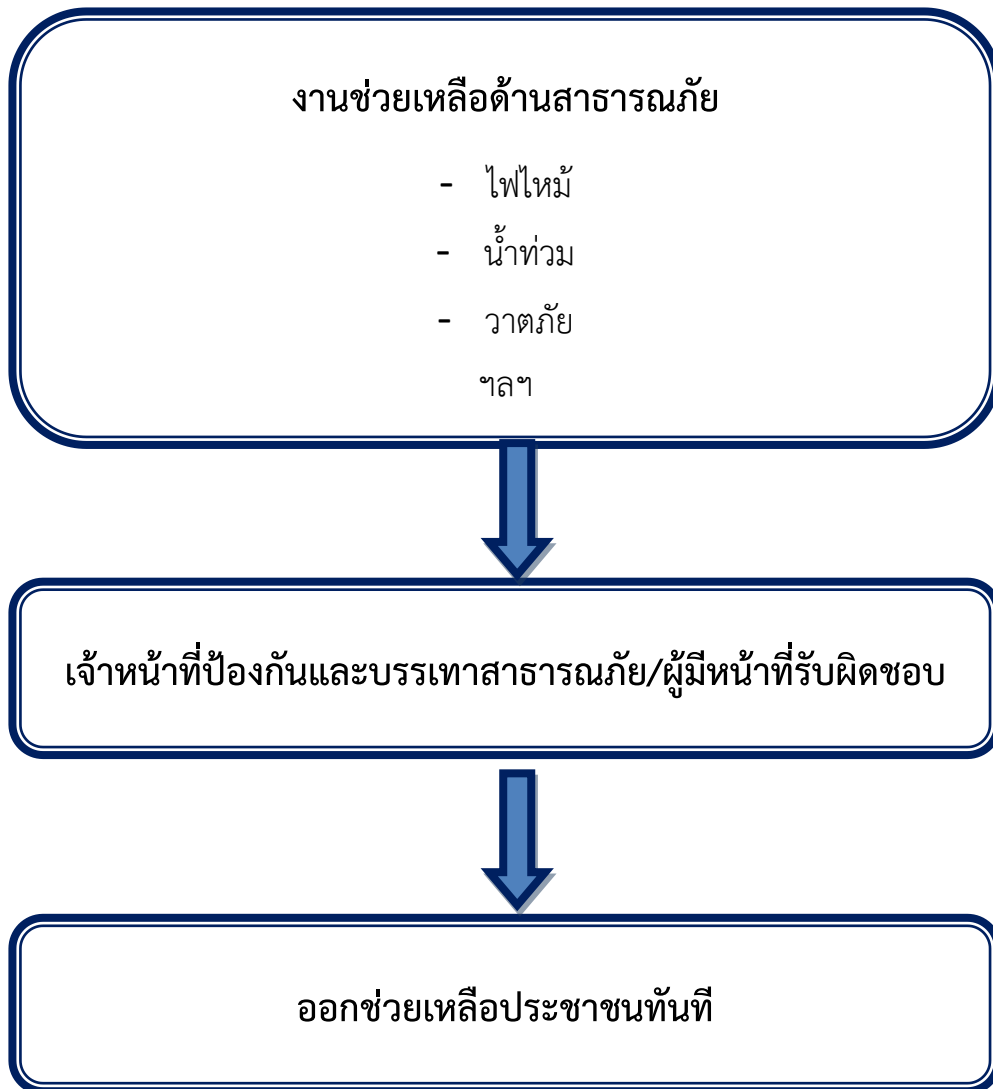 งานช่วยเหลือด้านสาธารณภัย
- ไฟไหม้
- น้ำท่วม
- วาตภัย
ฯลฯ
เจ้าหน้าที่ป้องกันและบรรเทาสาธารณภัย/ผู้มีหน้าที่รับผิดชอบ
ออกช่วยเหลือประชาชนทันที